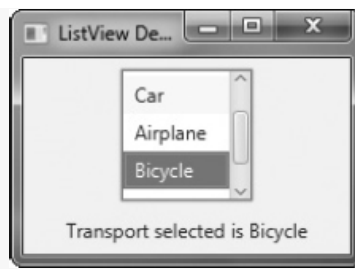 ListView De...
Car
Airplane
Bicycle
Transport selected is Bicycle